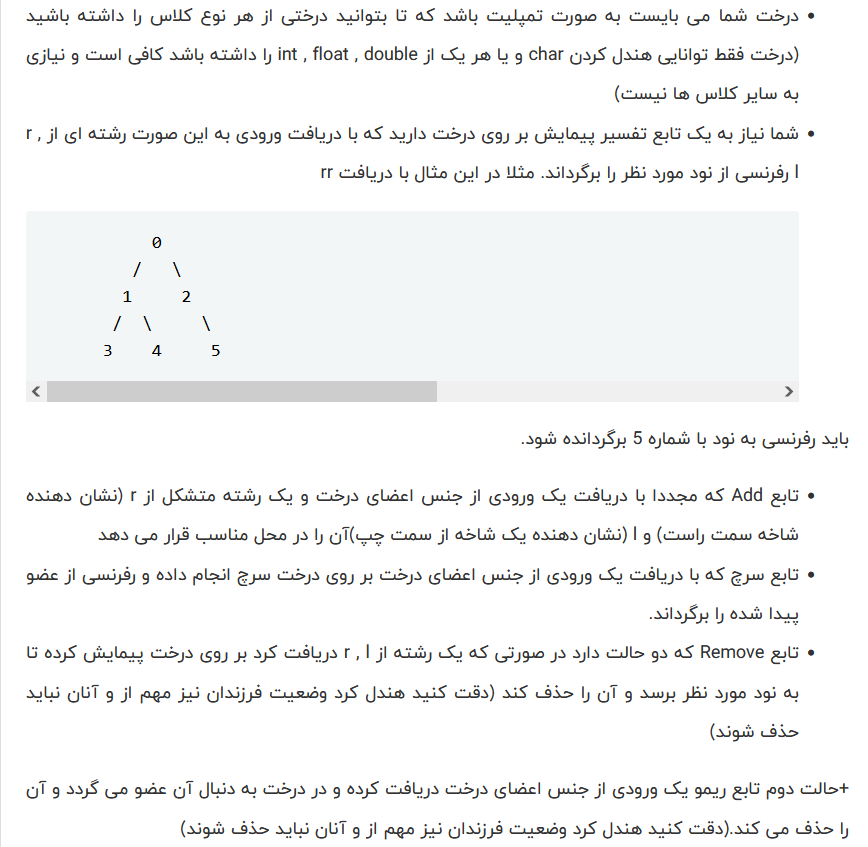 • درخت شما می بایست به صورت تمپلیت باشد که تا بتوانید درختی از هر نوع کلاس را داشته باشید
(درخت فقط توانایی هندل کردن char و یا هر یک از int , float , double را داشته باشد کافی است و نیازی
به سایر کلاس ها نیست)
• شما نیاز به یک تابع تفسیر پیمایش بر روی درخت دارید که با دریافت ورودی به این صورت رشته ای از r ,
l رفرنسی از نود مورد نظر را برگرداند. مثلا در این مثال با دریافت rr
0
/ \
1 2
/ \ \
3 4 5
باید رفرنسی به نود با شماره 5 برگردانده شود.
• تابع Add که مجددا با دریافت یک ورودی از جنس اعضای درخت و یک رشته متشکل از r (نشان دهنده
شاخه سمت راست) و l (نشان دهنده یک شاخه از سمت چپ)آن را در محل مناسب قرار می دهد
• تابع سرچ که با دریافت یک ورودی از جنس اعضای درخت بر روی درخت سرچ انجام داده و رفرنسی از عضو
پیدا شده را برگرداند.
• تابع Remove که دو حالت دارد در صورتی که یک رشته از r , l دریافت کرد بر روی درخت پیمایش کرده تا
به نود مورد نظر برسد و آن را حذف کند (دقت کنید هندل کرد وضعیت فرزندان نیز مهم از و آنان نباید
حذف شوند)
+حالت دوم تابع ریمو یک ورودی از جنس اعضای درخت دریافت کرده و در درخت به دنبال آن عضو می گردد و آن
را حذف می کند.(دقت کنید هندل کرد وضعیت فرزندان نیز مهم از و آنان نباید حذف شوند)